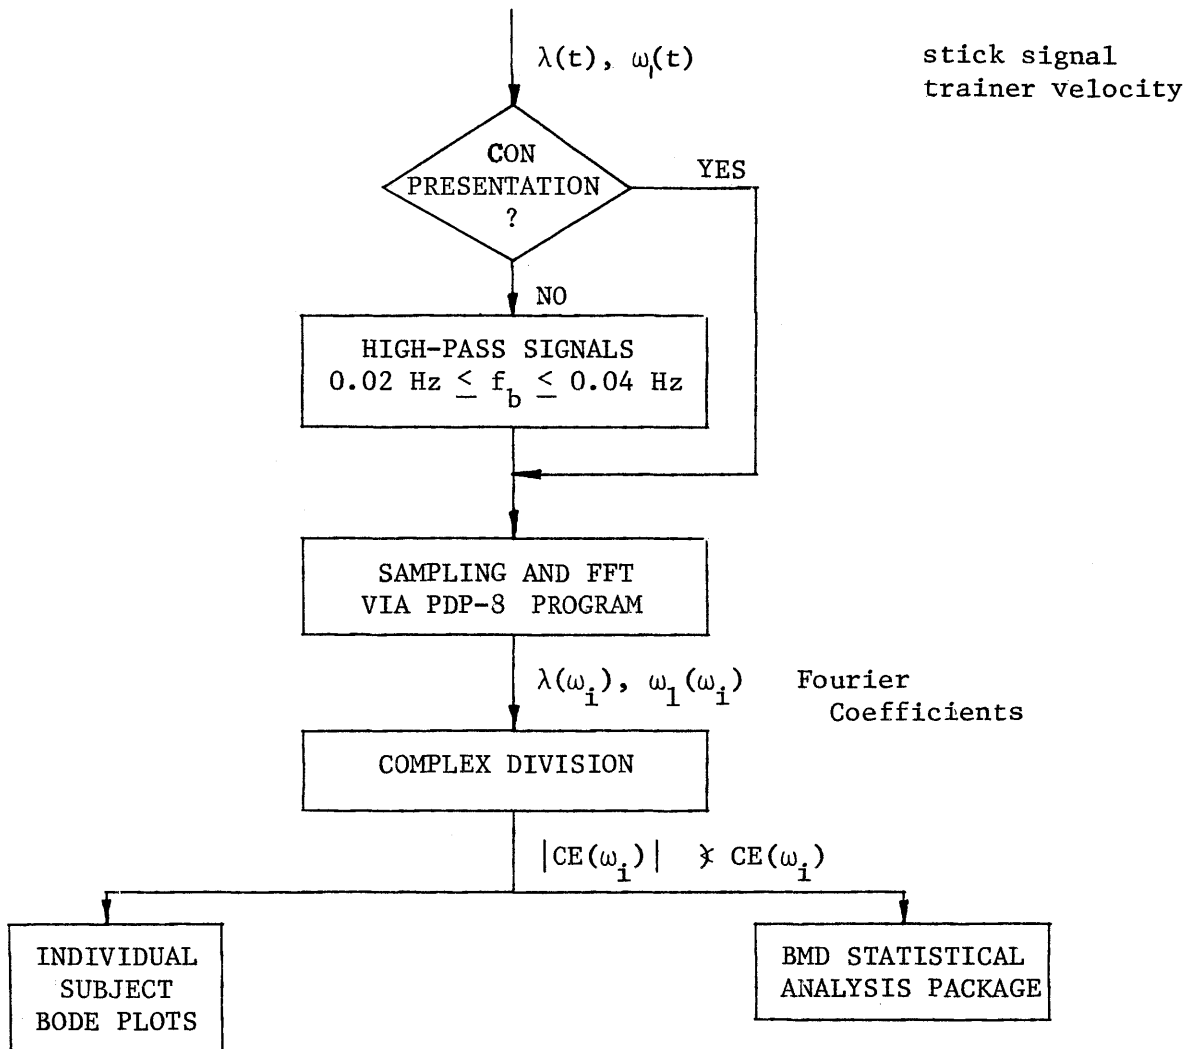 λ(t), ω₁(t)
stick signal
trainer velocity
CON
PRESENTATION
?
YES
NO
HIGH-PASS SIGNALS
0.02 Hz ≤ f_b ≤ 0.04 Hz
SAMPLING AND FFT
VIA PDP-8 PROGRAM
λ(ω_i), ω_1(ω_i)
Fourier
Coefficients
COMPLEX DIVISION
|CE(ω_i)| ∡ CE(ω_i)
INDIVIDUAL
SUBJECT
BODE PLOTS
BMD STATISTICAL
ANALYSIS PACKAGE